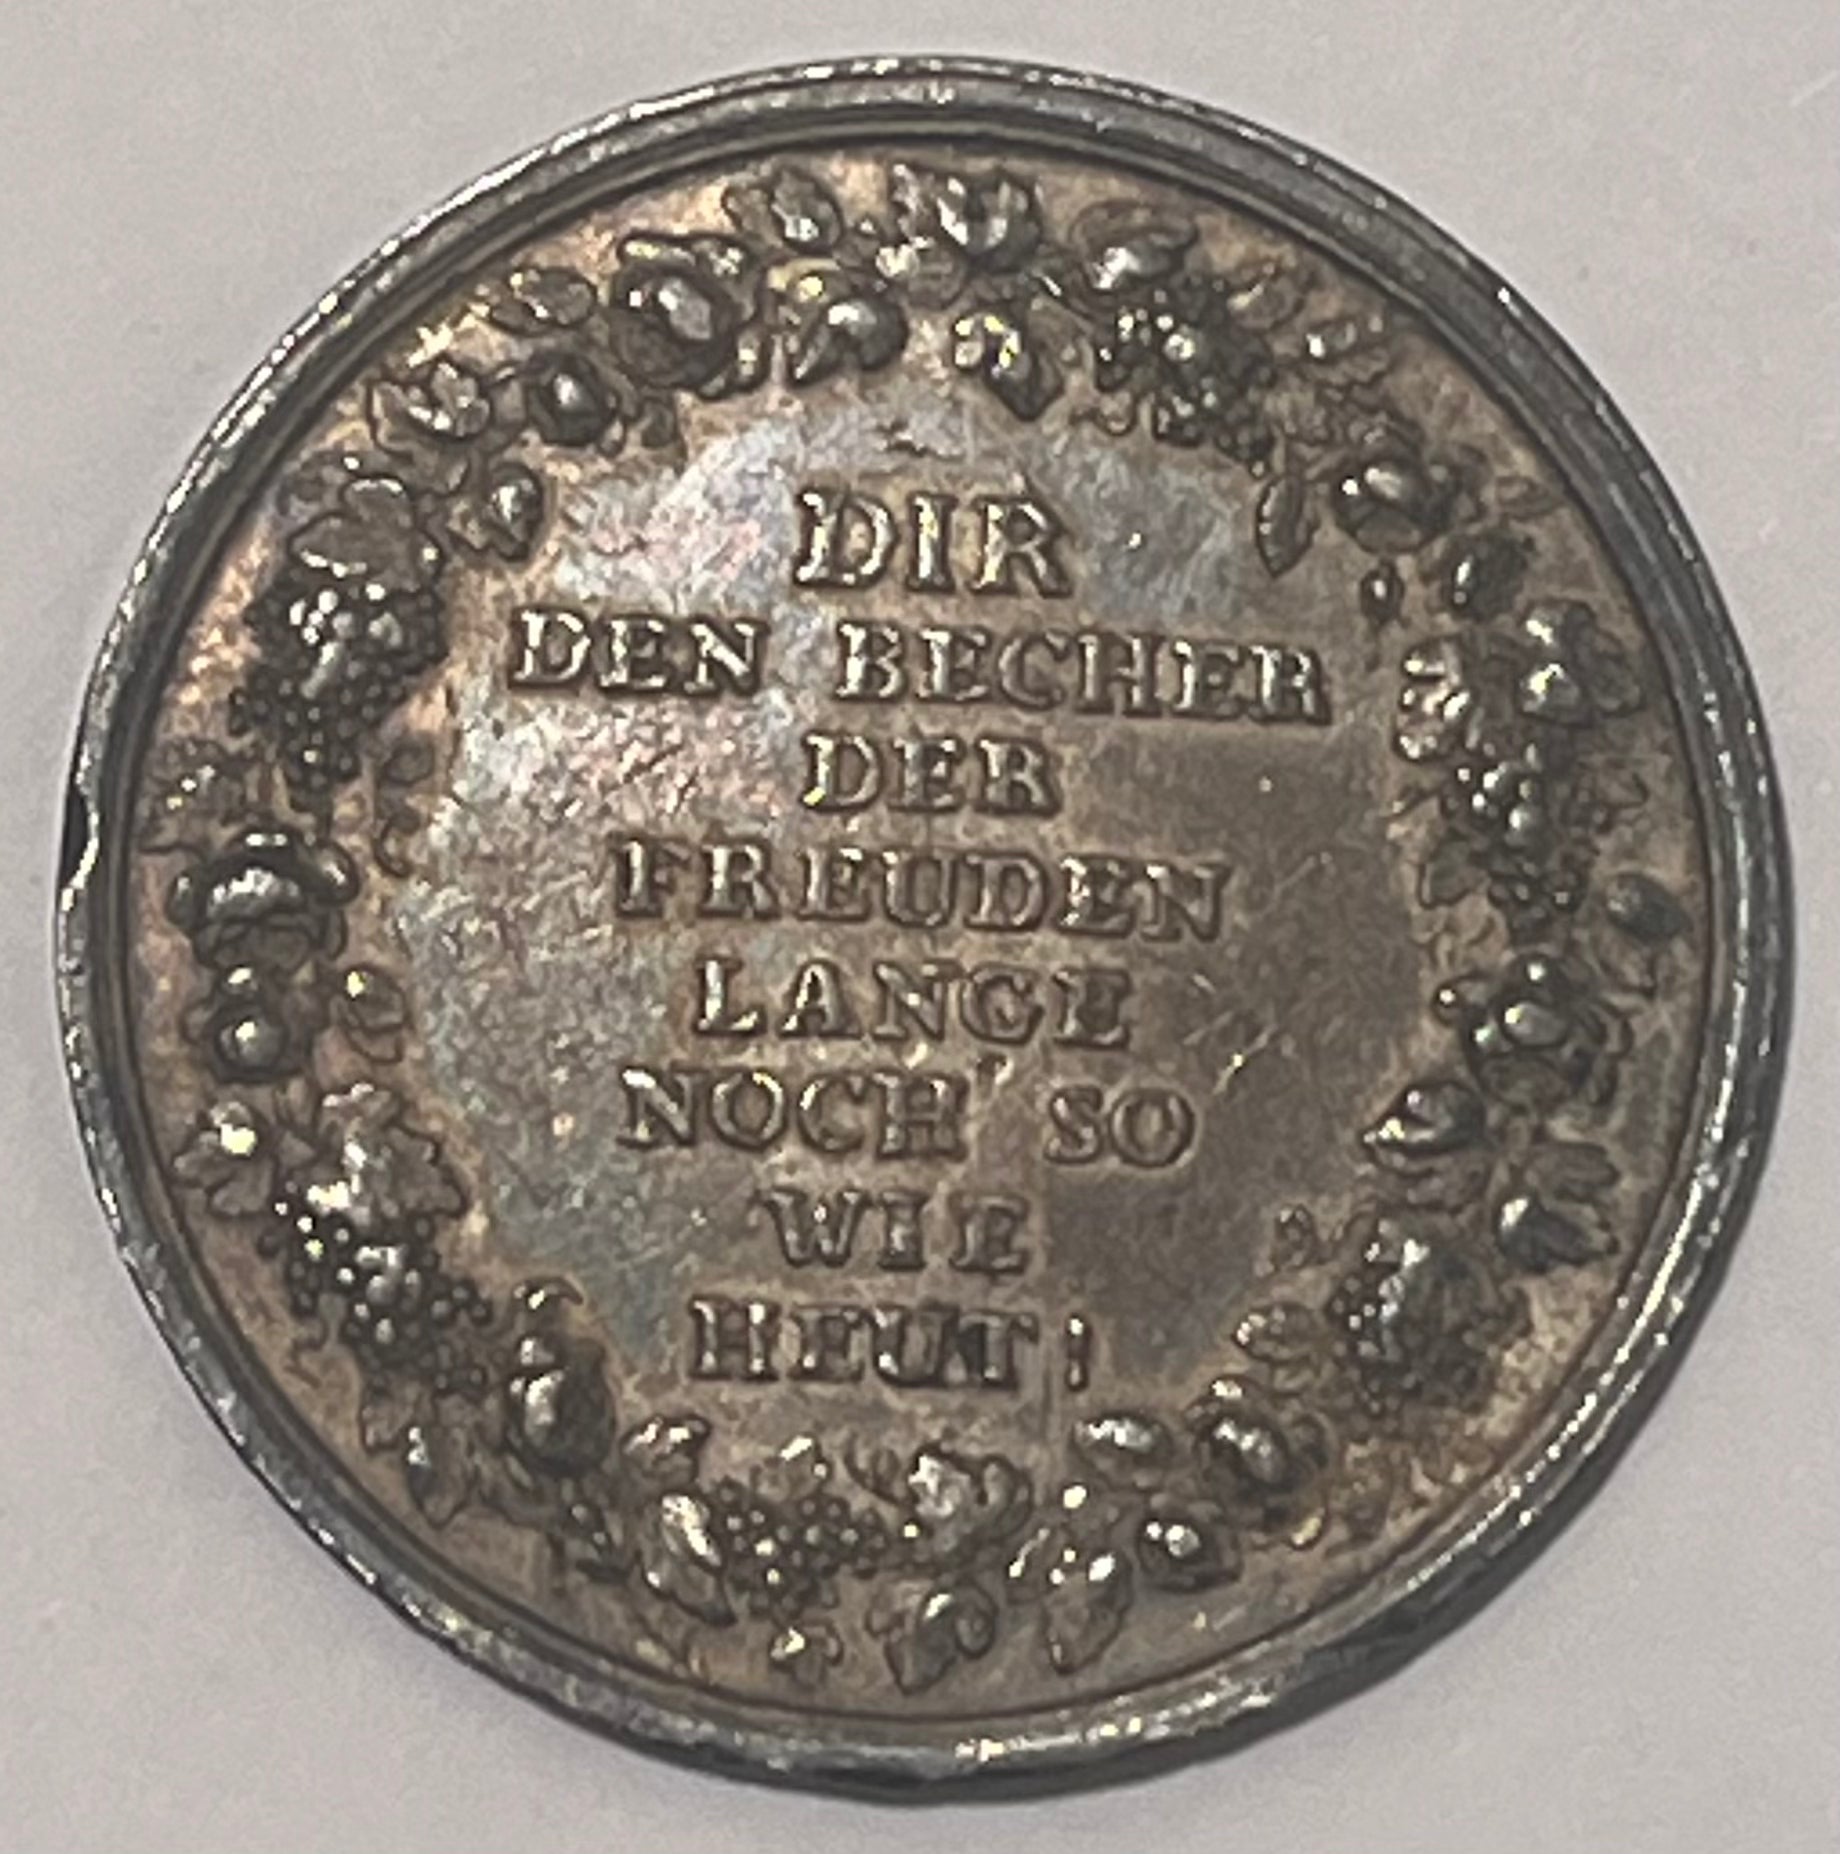 DIR
DEN BECHER
DER
FREUDEN
LANGE
NOCH SO
WIE
HEUT!